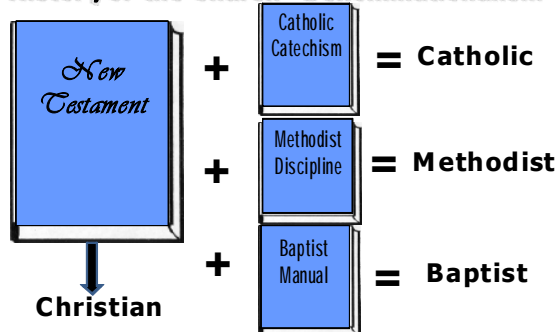 New
Testament
Christian
+
Catholic
Catechism
= Catholic
+
Methodist
Discipline
= Methodist
+
Baptist
Manual
= Baptist